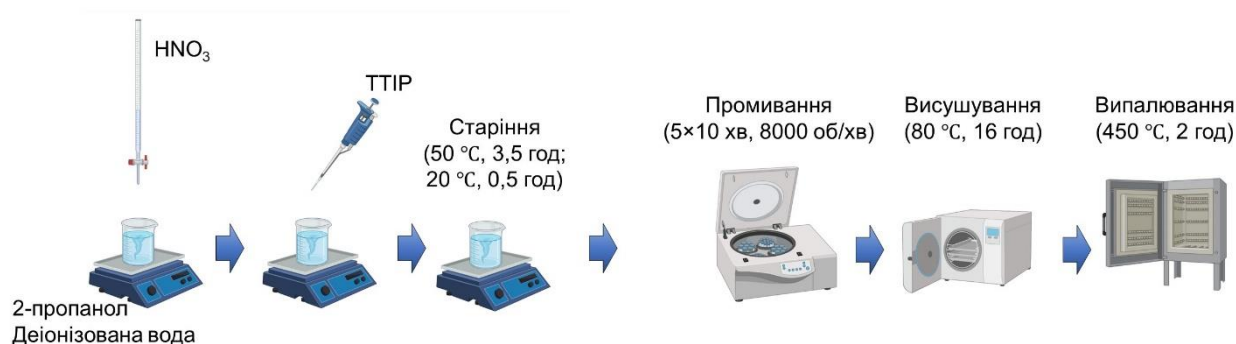 HNO₃
2-пропанол
Деіонізована вода
TTIP
Старіння
(50 °C, 3,5 год;
20 °C, 0,5 год)
Промивання
(5×10 хв, 8000 об/хв)
Висушування
(80 °C, 16 год)
Випалювання
(450 °C, 2 год)